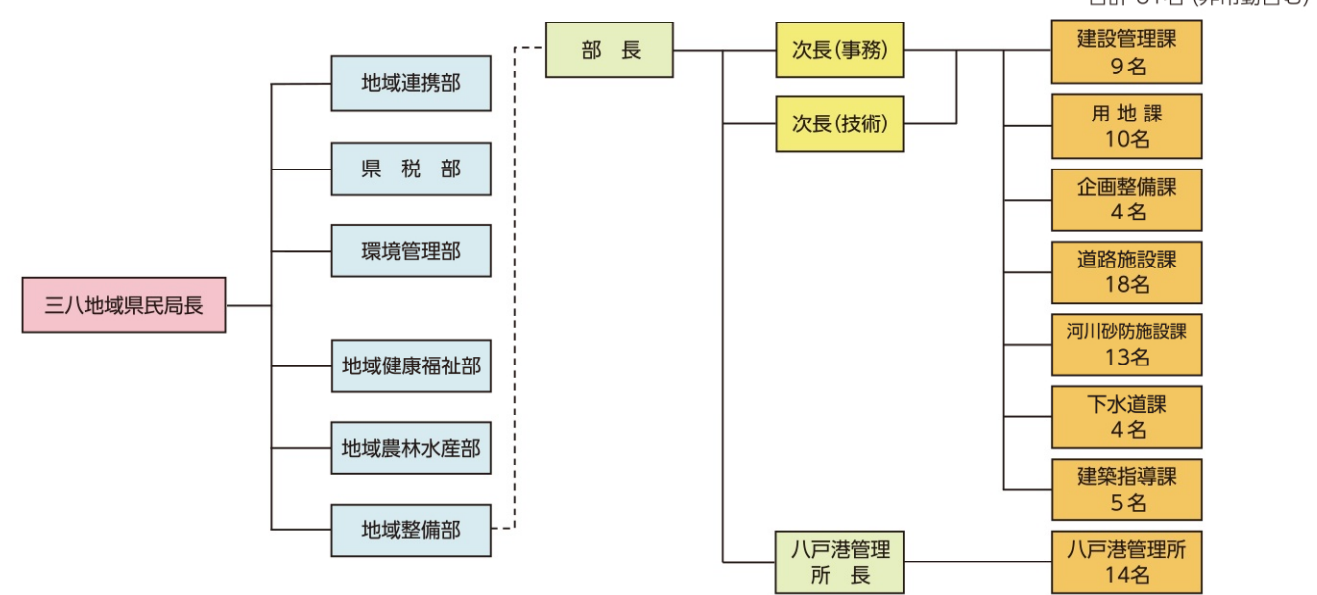 三八地域県民局長
地域連携部
県 税 部
環境管理部
地域健康福祉部
地域農林水産部
地域整備部
部 長
次長(事務)
次長(技術)
八戸港管理
所 長
建設管理課
9名
用 地 課
10名
企画整備課
4名
道路施設課
18名
河川砂防施設課
13名
下水道課
4名
建築指導課
5名
八戸港管理所
14名